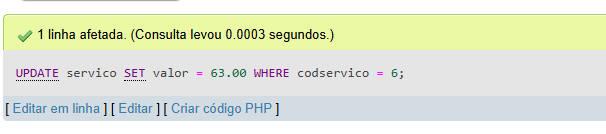 1 linha afetada. (Consulta levou 0.0003 segundos.)
UPDATE servico SET valor = 63.00 WHERE codservico = 6;
[ Editar em linha ] [ Editar ] [ Criar código PHP ]